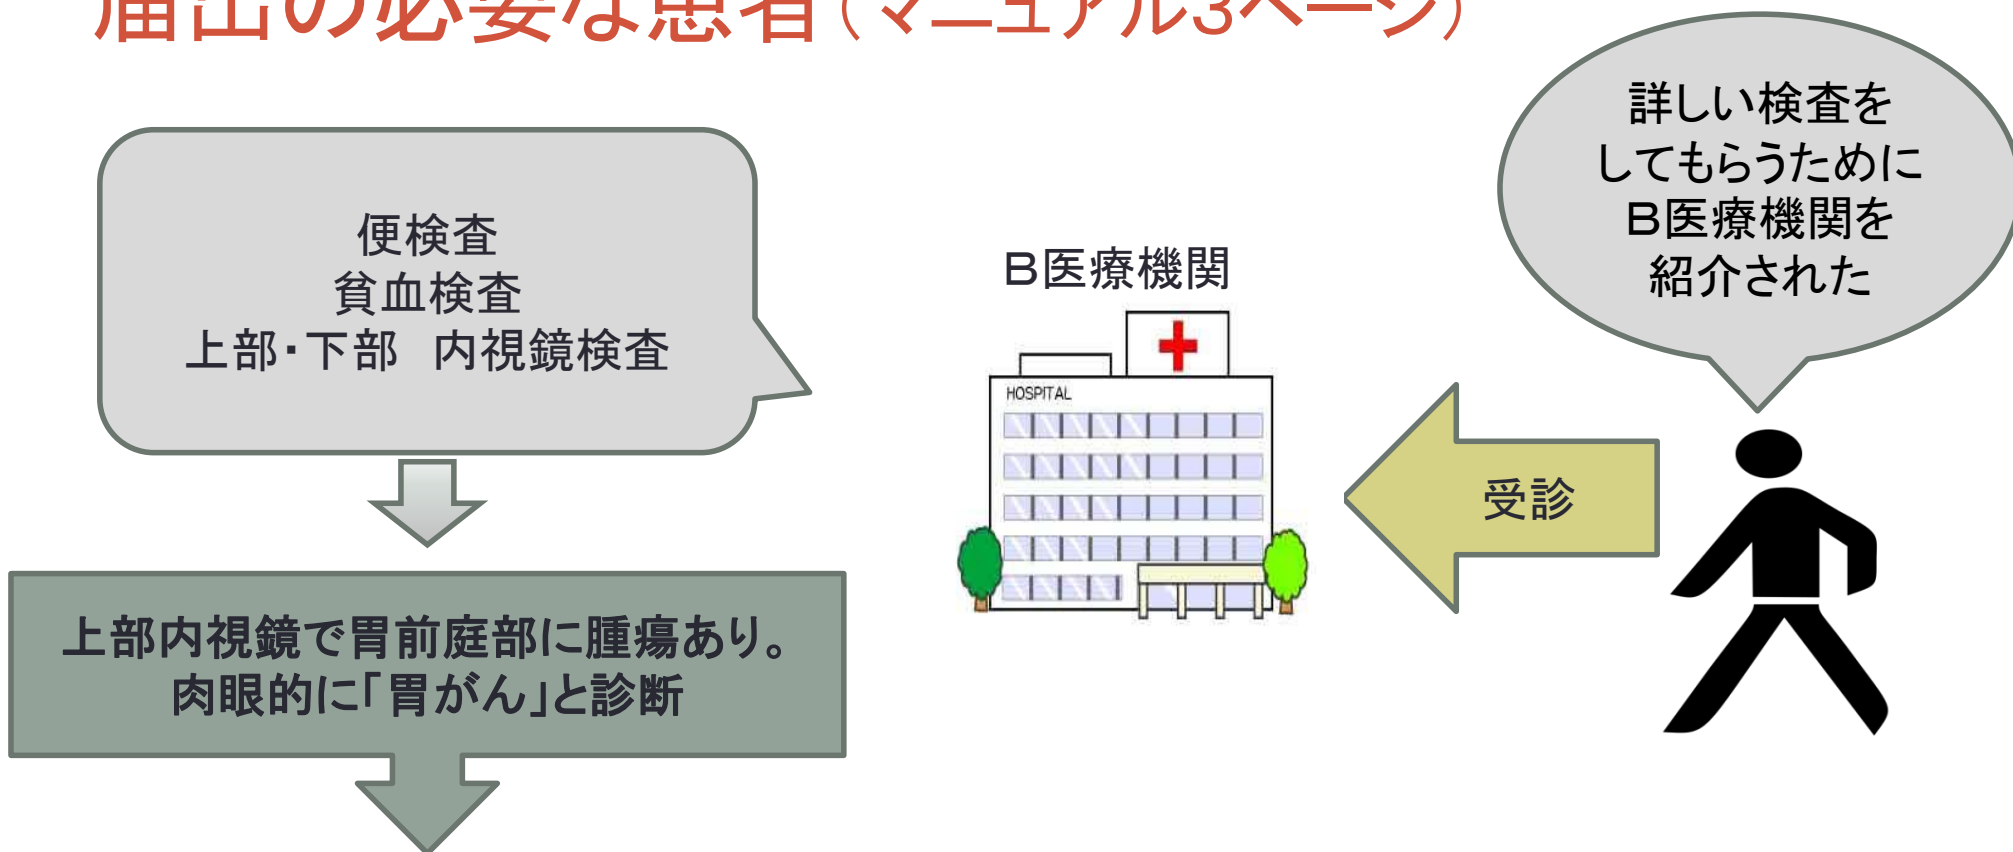 届出の必要な患者（マニュアル3ページ）
便検査
貧血検査
上部・下部　内視鏡検査
B医療機関
HOSPITAL
詳しい検査を
してもらうために
B医療機関を
紹介された
受診
上部内視鏡で胃前庭部に腫瘍あり。
肉眼的に「胃がん」と診断